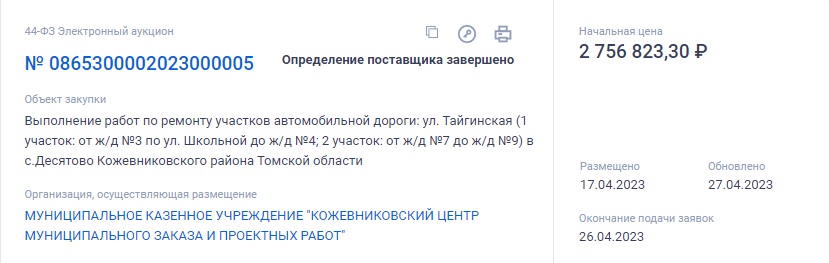 44-ФЗ Электронный аукцион
№ 0865300002023000005
Определение поставщика завершено
Объект закупки
Выполнение работ по ремонту участков автомобильной дороги: ул. Тайгинская (1
участок: от ж/д №3 по ул. Школьной до ж/д №4; 2 участок: от ж/д №7 до ж/д №9) в
с.Десятово Кожевниковского района Томской области
Организация, осуществляющая размещение
МУНИЦИПАЛЬНОЕ КАЗЕННОЕ УЧРЕЖДЕНИЕ "КОЖЕВНИКОВСКИЙ ЦЕНТР
МУНИЦИПАЛЬНОГО ЗАКАЗА И ПРОЕКТНЫХ РАБОТ"
Начальная цена
2 756 823,30 ₽
Размещено Обновлено
17.04.2023 27.04.2023
Окончание подачи заявок
26.04.2023